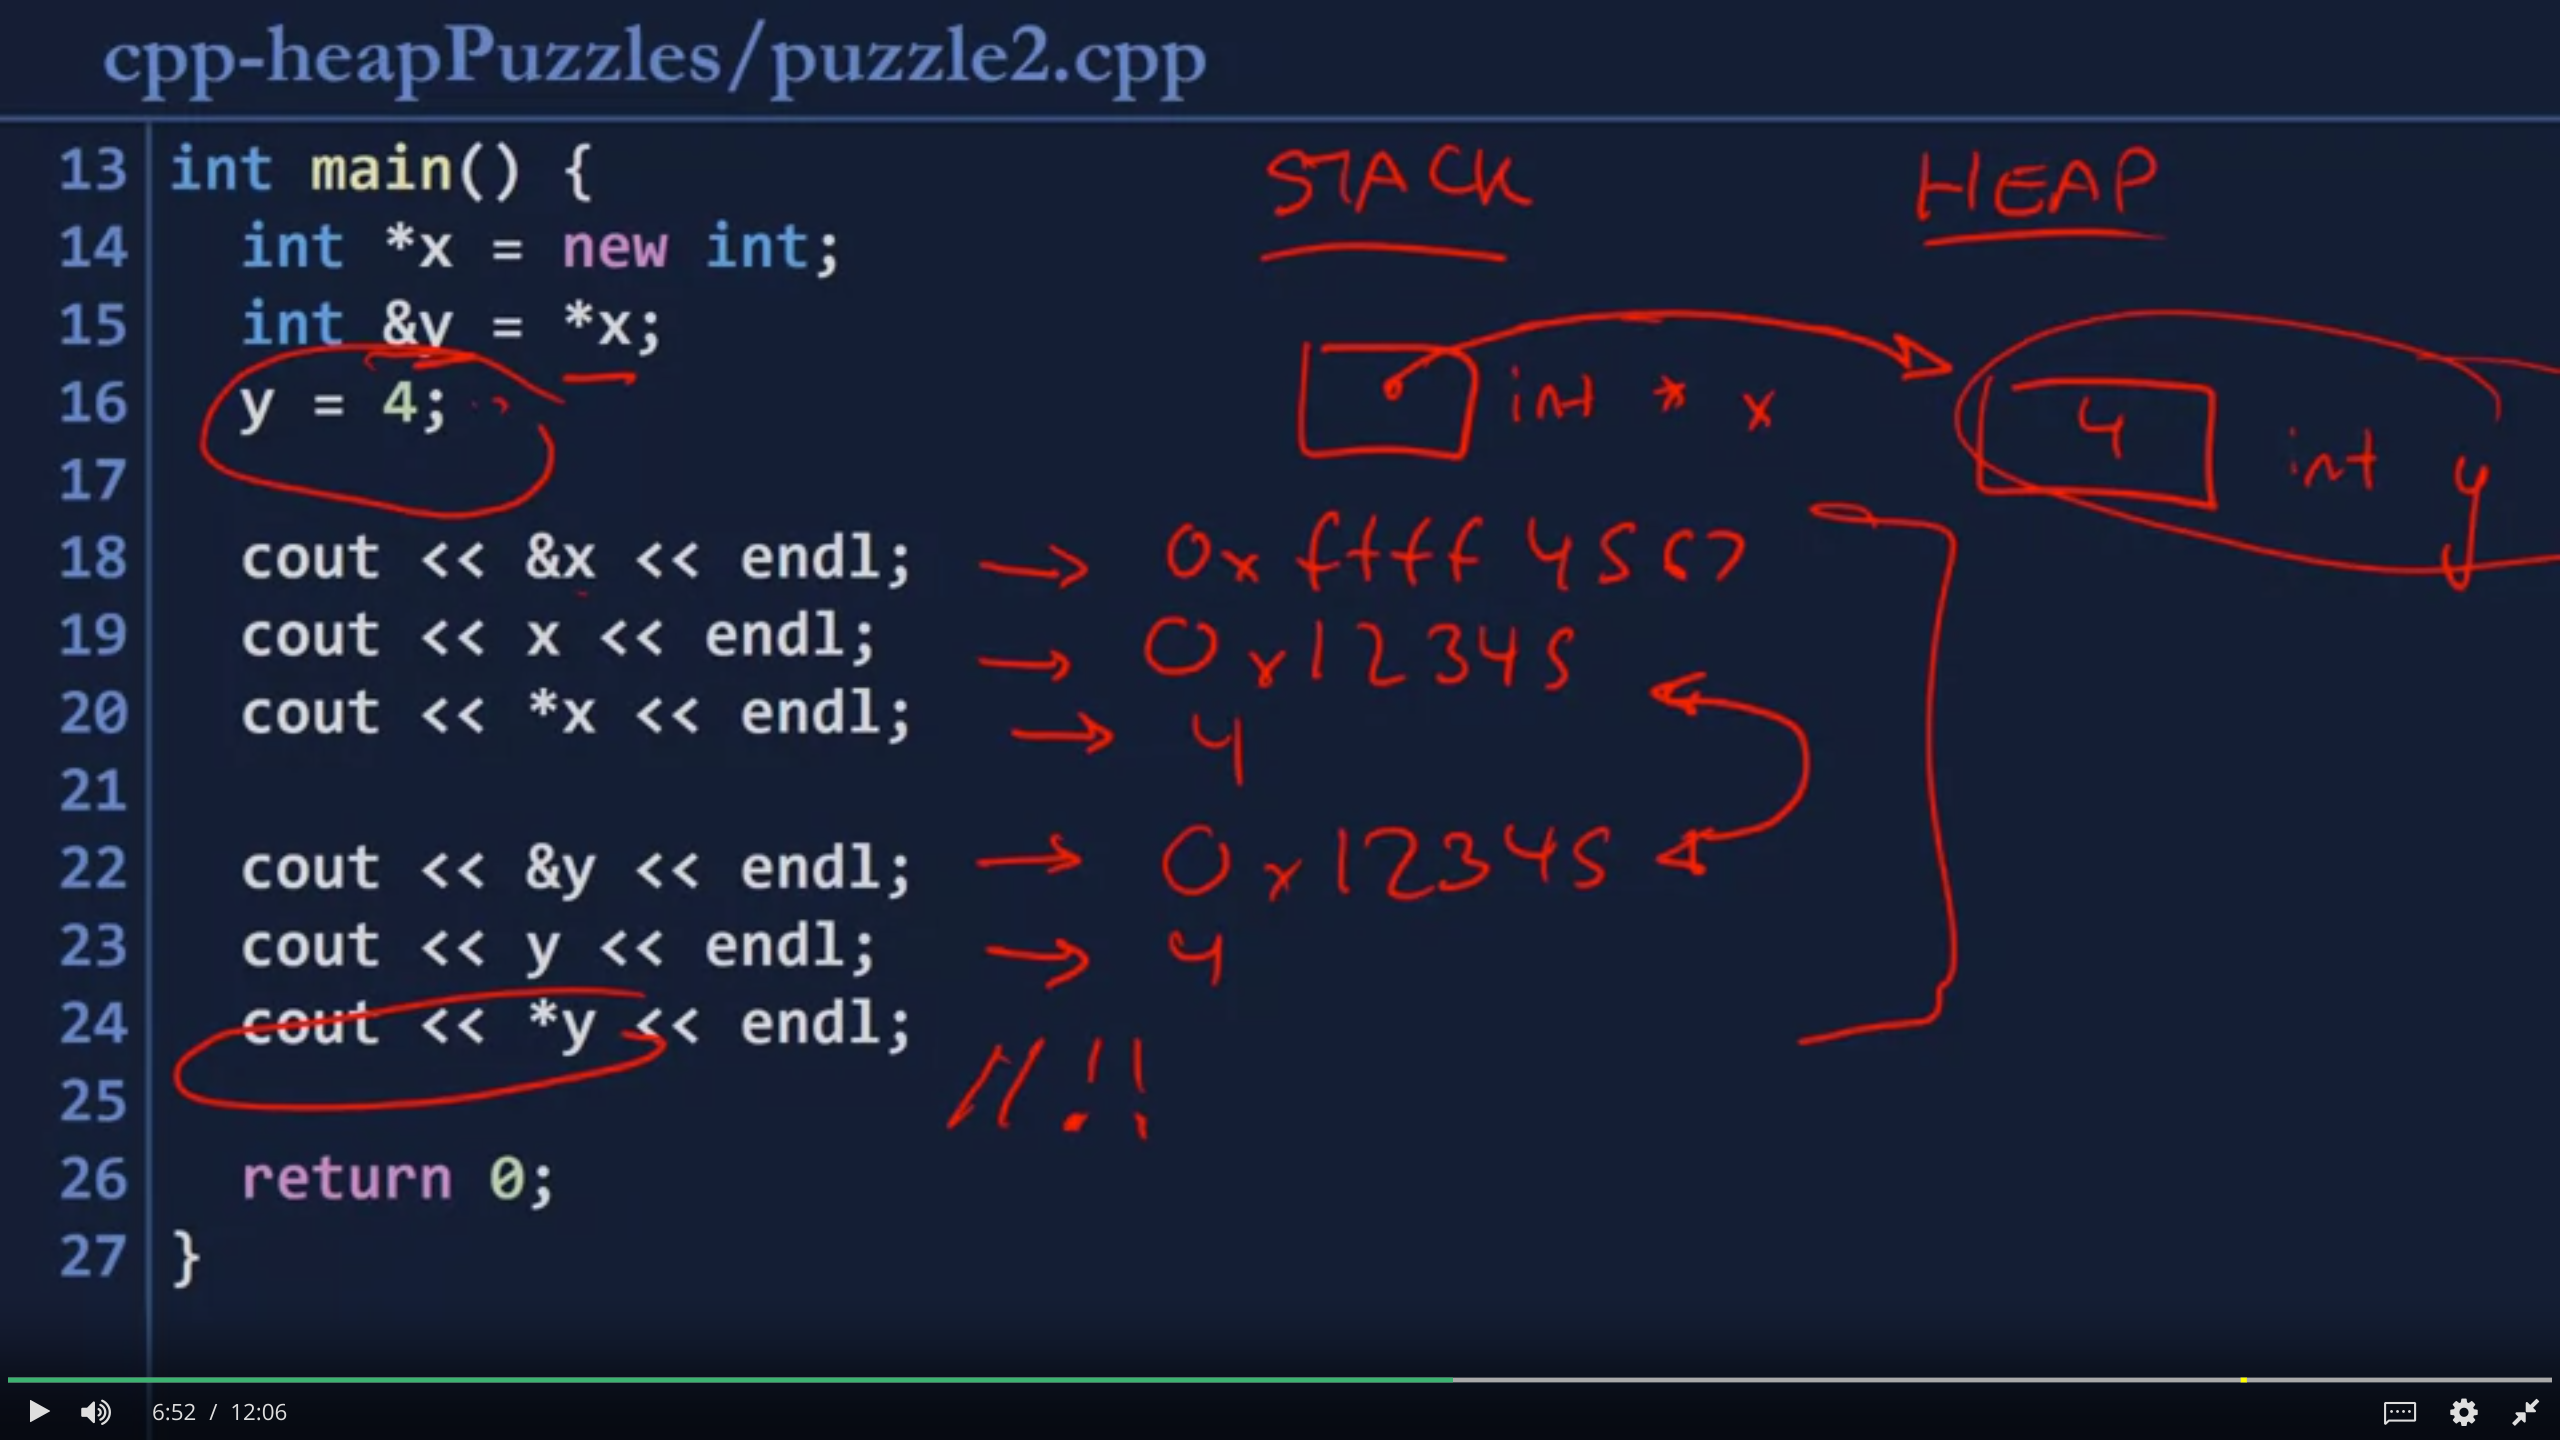 cpp-heapPuzzles/puzzle2.cpp
STACK HEAP
13 int main() {
14 int *x = new int;
15 int &y = *x;
16 y = 4;
int * x
4 int y
17
18 cout << &x << endl; → 0x ffff 4567
19 cout << x << endl; → 0x12345
20 cout << *x << endl; → 4
21
22 cout << &y << endl; → 0x12345
23 cout << y << endl; → 4
24 cout << *y << endl; //!!
25
26 return 0;
27 }
6:52 / 12:06